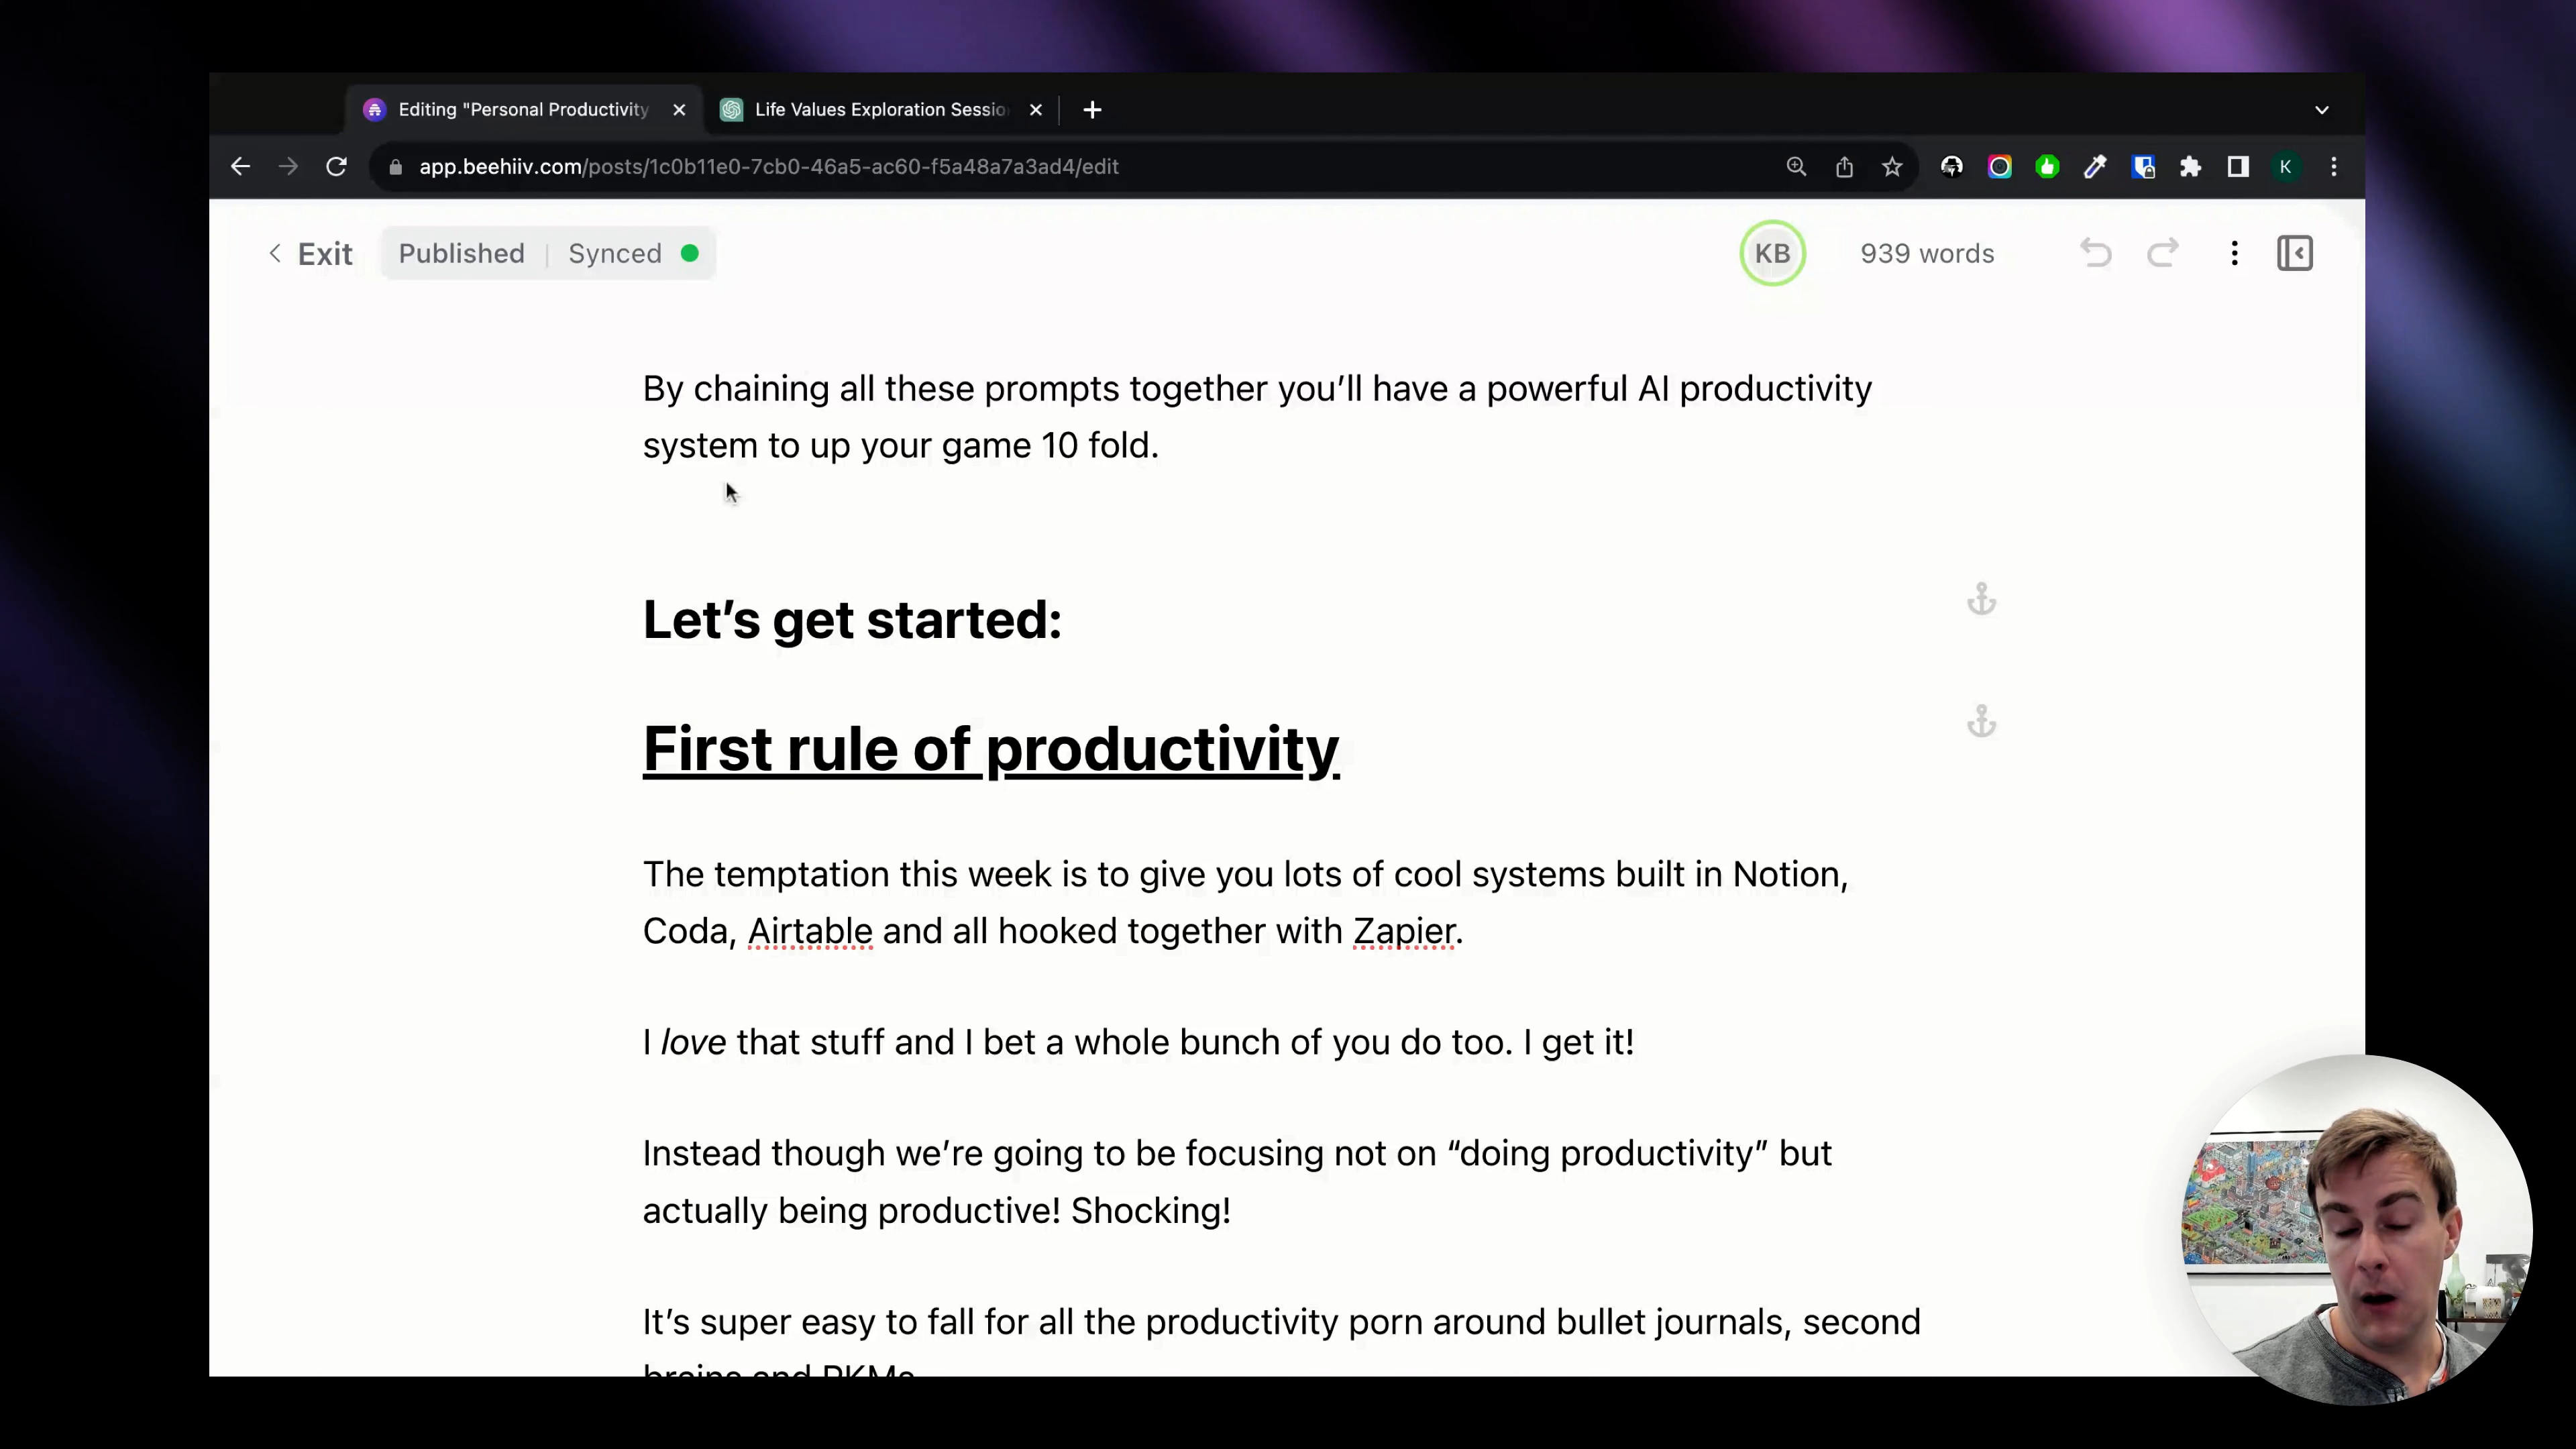 Editing "Personal Productivity
Life Values Exploration Sessio
app.beehiiv.com/posts/1c0b11e0-7cb0-46a5-ac60-f5a48a7a3ad4/edit
K
Exit
Published | Synced
KB
939 words
By chaining all these prompts together you’ll have a powerful AI productivity
system to up your game 10 fold.
Let’s get started:
First rule of productivity
The temptation this week is to give you lots of cool systems built in Notion,
Coda, Airtable and all hooked together with Zapier.
I love that stuff and I bet a whole bunch of you do too. I get it!
Instead though we’re going to be focusing not on “doing productivity” but
actually being productive! Shocking!
It’s super easy to fall for all the productivity porn around bullet journals, second
brains and PKMs